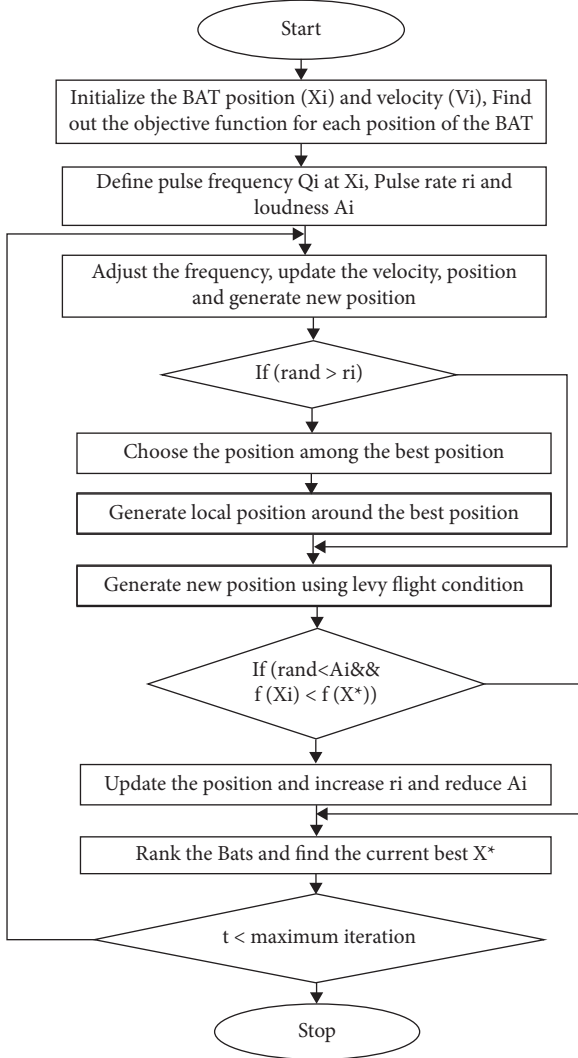 Start
Initialize the BAT position (Xi) and velocity (Vi), Find
out the objective function for each position of the BAT
Define pulse frequency Qi at Xi, Pulse rate ri and
loudness Ai
Adjust the frequency, update the velocity, position
and generate new position
If (rand > ri)
Choose the position among the best position
Generate local position around the best position
Generate new position using levy flight condition
If (rand<Ai&&
f (Xi) < f (X*))
Update the position and increase ri and reduce Ai
Rank the Bats and find the current best X*
t < maximum iteration
Stop